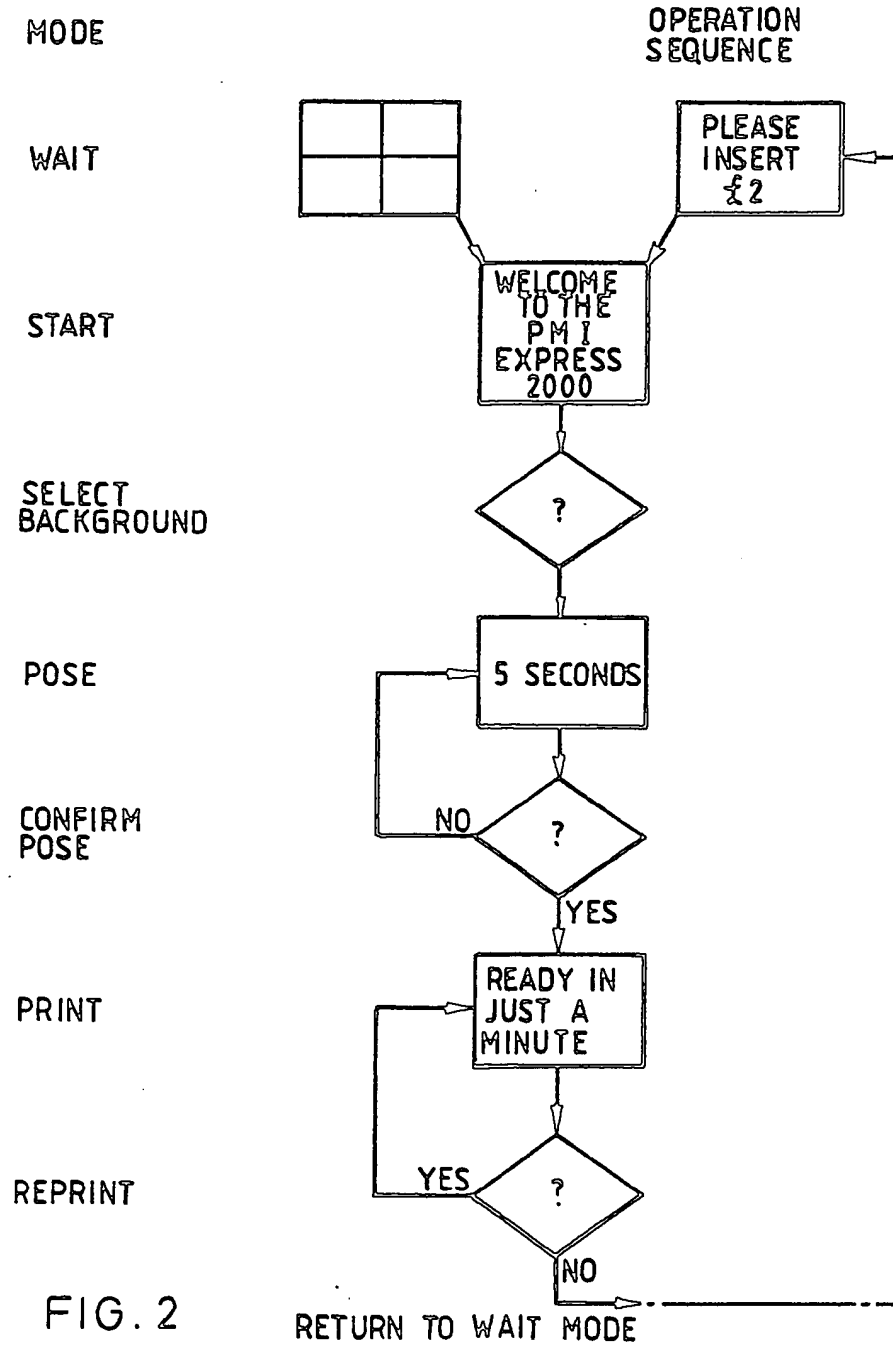 MODE
OPERATION
SEQUENCE
WAIT
PLEASE
INSERT
£2
START
WELCOME
TO THE
PMI
EXPRESS
2000
SELECT
BACKGROUND
?
POSE
5 SECONDS
CONFIRM
POSE
NO
?
YES
PRINT
READY IN
JUST A
MINUTE
REPRINT
YES
?
NO
FIG. 2
RETURN TO WAIT MODE